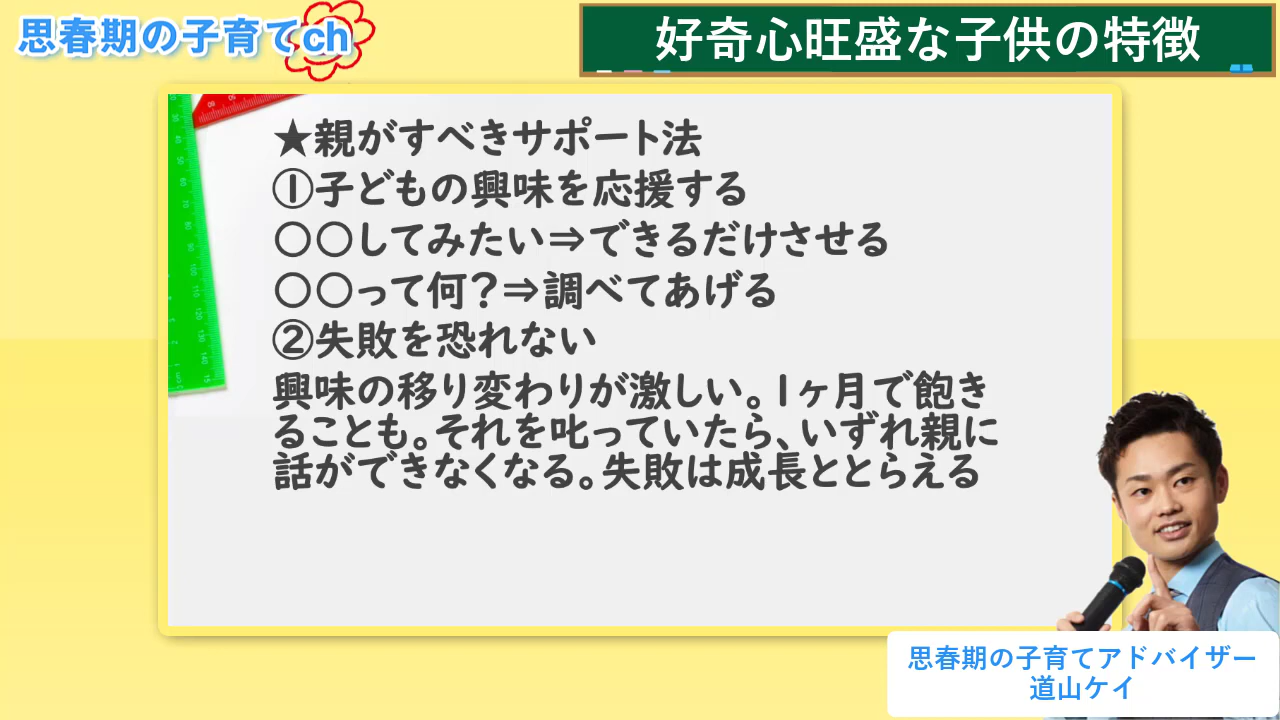 思春期の子育てch
好奇心旺盛な子供の特徴
★親がすべきサポート法
①子どもの興味を応援する
〇〇してみたい⇒できるだけさせる
〇〇って何?⇒調べてあげる
②失敗を恐れない
興味の移り変わりが激しい。1ヶ月で飽き
ることも。それを叱っていたら、いずれ親に
話ができなくなる。失敗は成長ととらえる
思春期の子育てアドバイザー
道山ケイ